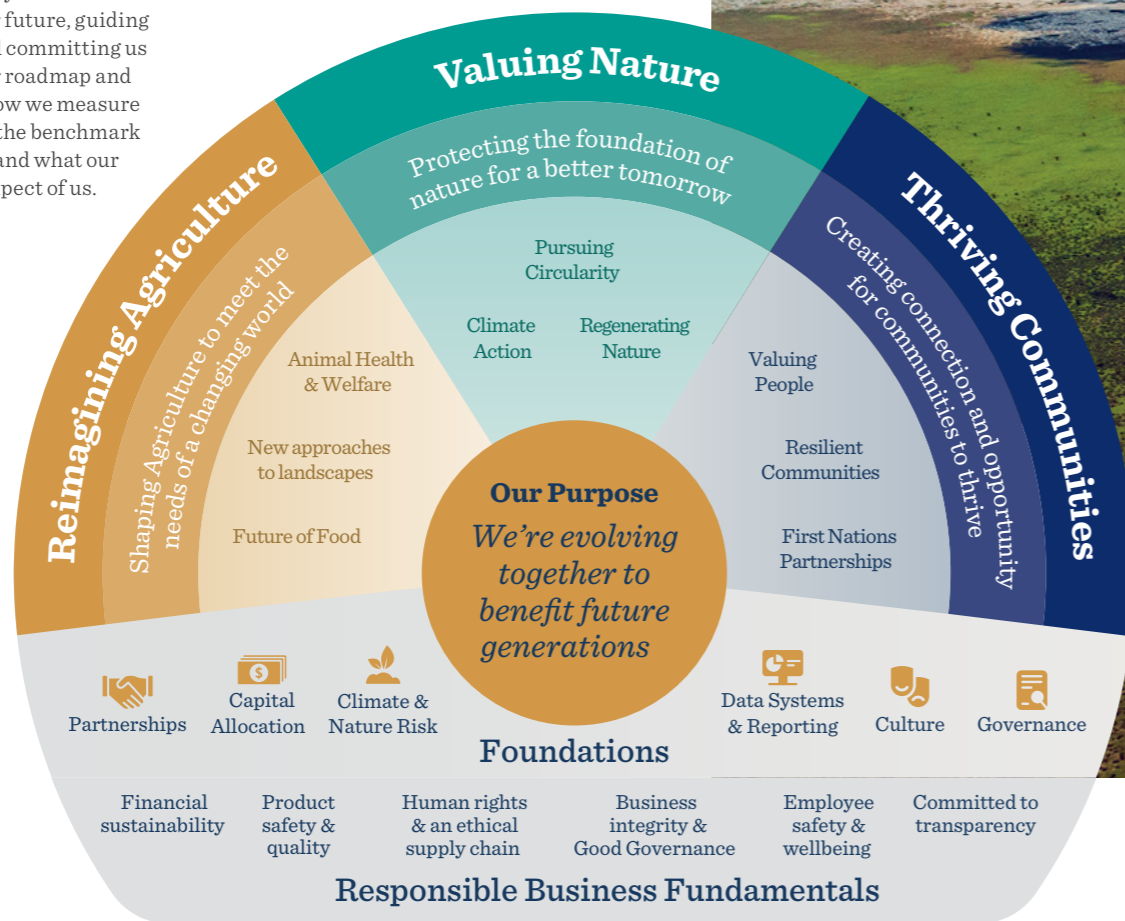 future, guiding
committing us
roadmap and
ow we measure
the benchmark
and what our
pect of us.
Valuing Nature
Protecting the foundation of
nature for a better tomorrow
Pursuing
Circularity
Climate
Action
Regenerating
Nature
Reimagining Agriculture
Shaping Agriculture to meet the
needs of a changing world
Animal Health
& Welfare
New approaches
to landscapes
Future of Food
Thriving Communities
Creating connection and opportunity
for communities to thrive
Valuing
People
Resilient
Communities
First Nations
Partnerships
Our Purpose
We’re evolving
together to
benefit future
generations
Partnerships
Capital
Allocation
Climate &
Nature Risk
Data Systems
& Reporting
Culture
Governance
Foundations
Financial
sustainability
Product
safety &
quality
Human rights
& an ethical
supply chain
Business
integrity &
Good Governance
Employee
safety &
wellbeing
Committed to
transparency
Responsible Business Fundamentals